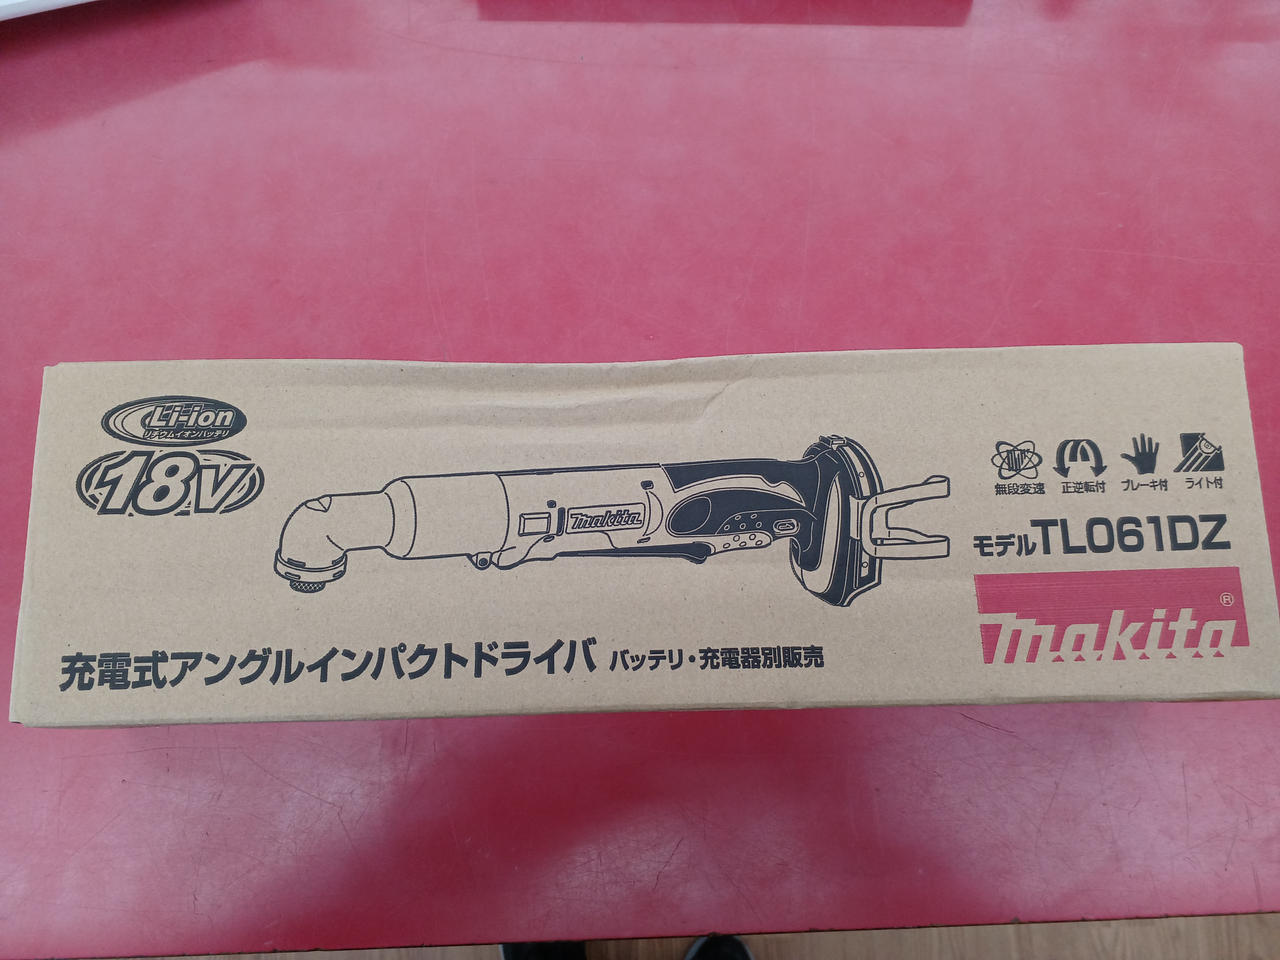 Li-ion
リチウムイオンバッテリ
18V
makita
無段変速
正逆転付
ブレーキ付
ライト付
モデルTL061DZ
makita®
充電式アングルインパクトドライバ バッテリ・充電器別販売